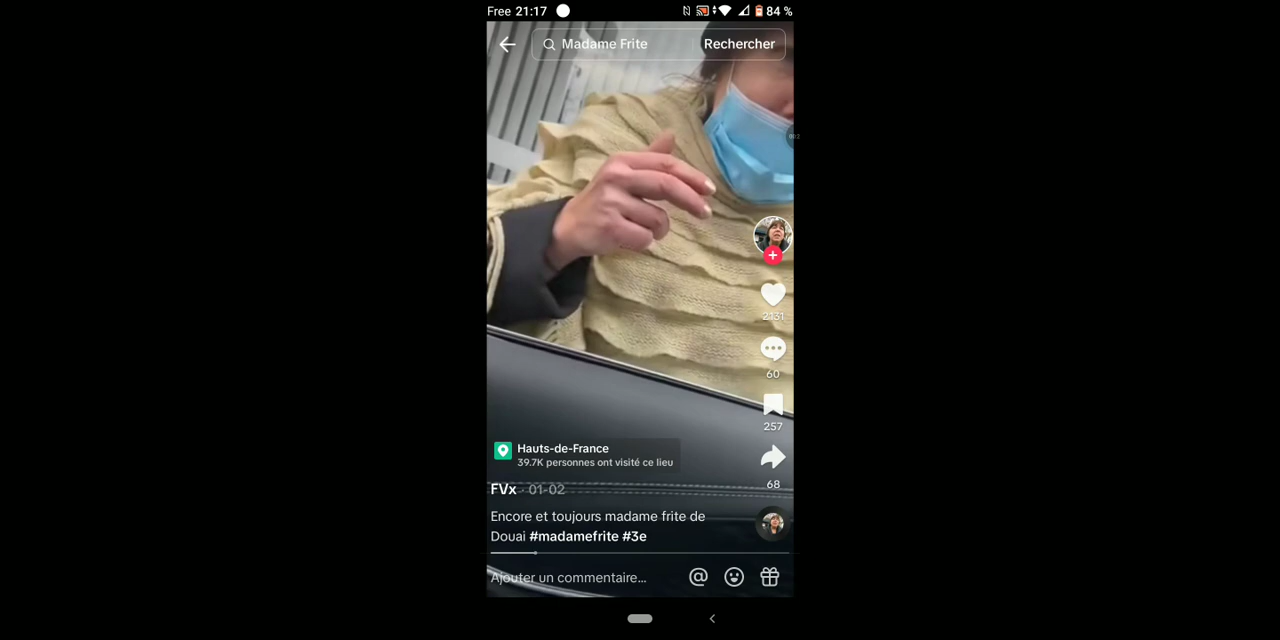 Free 21:17 84 %
Madame Frite Rechercher
2131
60
257
68
Hauts-de-France
39.7K personnes ont visité ce lieu
FVx · 01-02
Encore et toujours madame frite de
Douai #madamefrite #3e
Ajouter un commentaire...